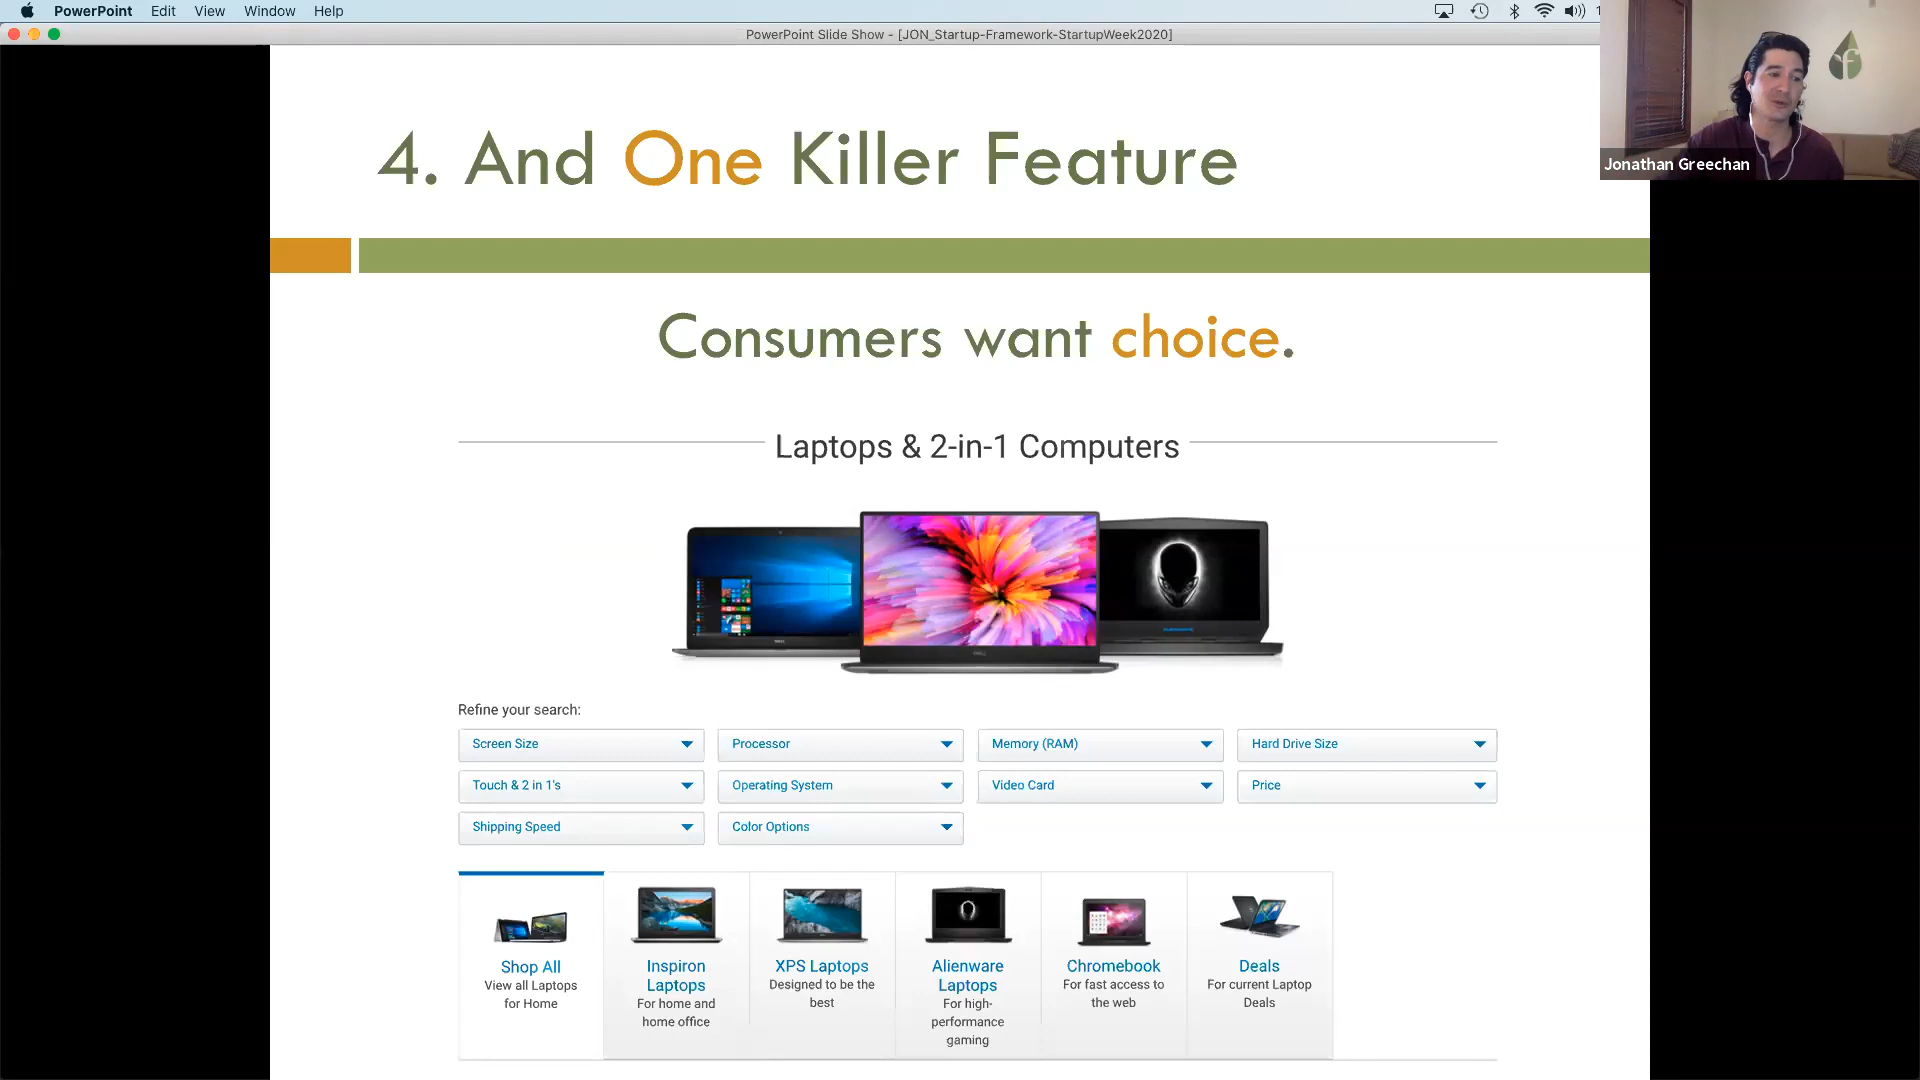 PowerPoint Edit View Window Help
PowerPoint Slide Show - [JON_Startup-Framework-StartupWeek2020]
Jonathan Greechan
4. And One Killer Feature
Consumers want choice.
Laptops & 2-in-1 Computers
Refine your search:
Screen Size Processor Memory (RAM) Hard Drive Size
Touch & 2 in 1's Operating System Video Card Price
Shipping Speed Color Options
Shop All
View all Laptops
for Home
Inspiron
Laptops
For home and
home office
XPS Laptops
Designed to be the
best
Alienware
Laptops
For high-
performance
gaming
Chromebook
For fast access to
the web
Deals
For current Laptop
Deals